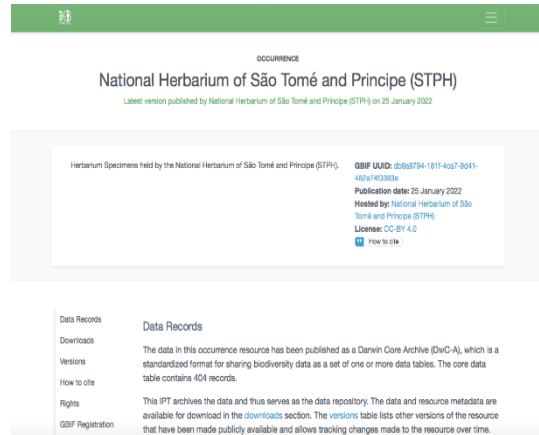 OCCURRENCE
National Herbarium of São Tomé and Principe (STPH)
Latest version published by National Herbarium of São Tomé and Príncipe (STPH) on 25 January 2022
Herbarium Specimens held by the National Herbarium of São Tomé and Príncipe (STPH).
GBIF UUID:
Publication date: 25 January 2022
Hosted by: National Herbarium of São
Tomé and Príncipe (STPH)
License: CC-BY 4.0
How to cite
Data Records
Downloads
Versions
How to cite
Rights
GBIF Registration
Data Records
The data in this occurrence resource has been published as a Darwin Core Archive (DwC-A), which is a
standardized format for sharing biodiversity data as a set of one or more data tables. The core data
table contains 404 records.
This IPT archives the data and thus serves as the data repository. The data and resource metadata are
available for download in the downloads section. The versions table lists other versions of the resource
that have been made publicly available and allows tracking changes made to the resource over time.